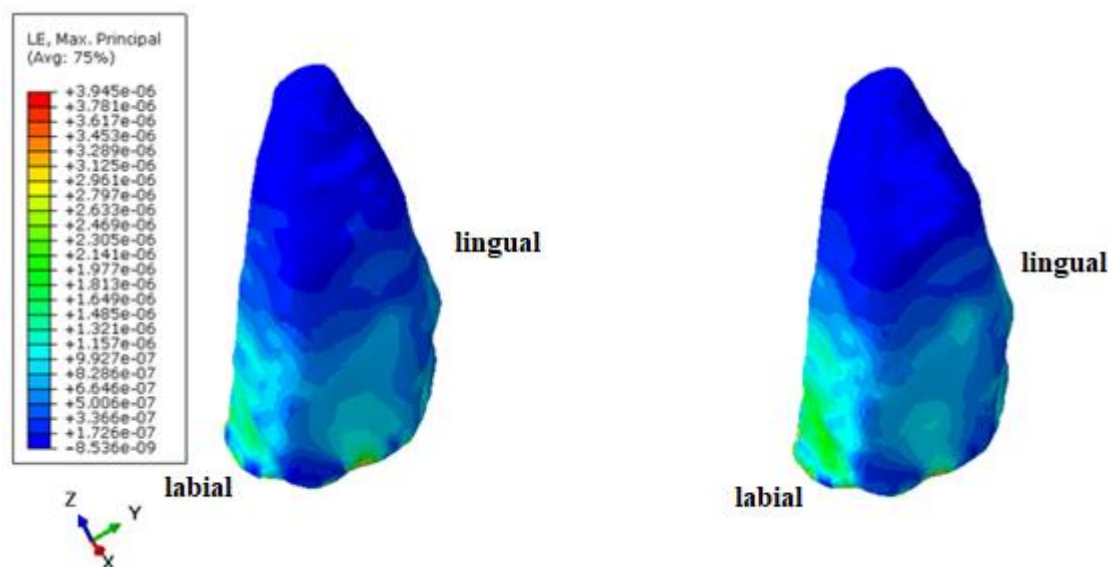 LE, Max. Principal
(Avg: 75%)
+3.945e-06
+3.781e-06
+3.617e-06
+3.453e-06
+3.289e-06
+3.125e-06
+2.961e-06
+2.797e-06
+2.633e-06
+2.469e-06
+2.305e-06
+2.141e-06
+1.977e-06
+1.813e-06
+1.649e-06
+1.485e-06
+1.321e-06
+1.157e-06
+9.927e-07
+8.286e-07
+6.646e-07
+5.006e-07
+3.366e-07
+1.726e-07
-8.536e-09
lingual
labial
Z
Y
X
lingual
labial